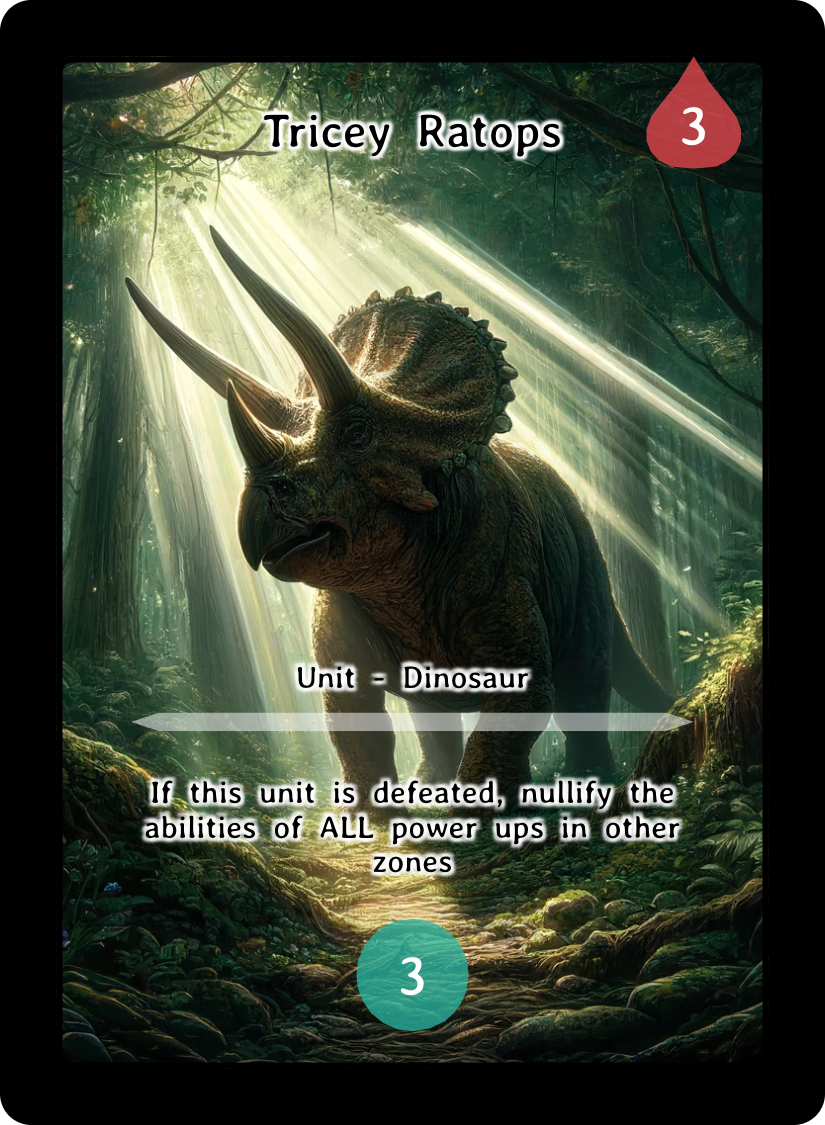 Tricey Ratops
3
Unit - Dinosaur
If this unit is defeated, nullify the
abilities of ALL power ups in other
zones
3